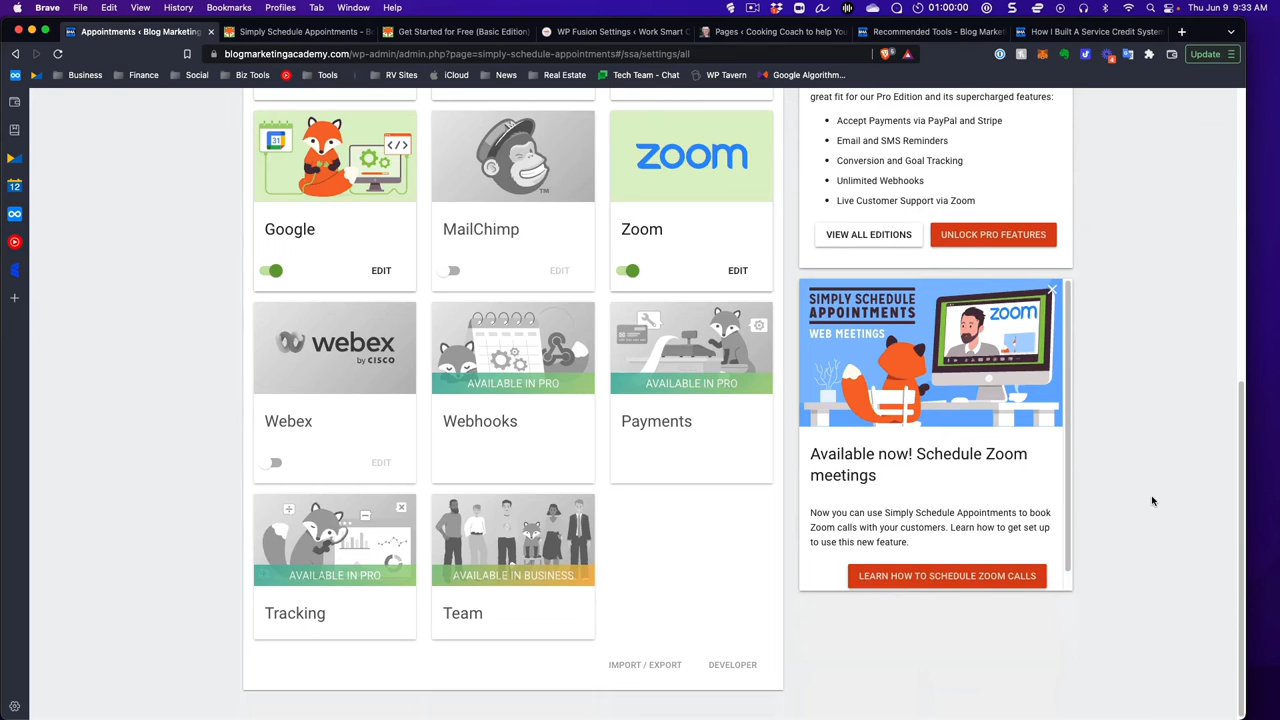 Brave File Edit View History Bookmarks Profiles Tab Window Help
00:00:00
Thu Jun 9 9:33 AM
Appointments ‹ Blog Marketing
Simply Schedule Appointments - B
Get Started for Free (Basic Edition)
WP Fusion Settings ‹ Work Smart C
Pages ‹ Cooking Coach to Help You
Recommended Tools - Blog Market
How I Built A Service Credit System
blogmarketingacademy.com/wp-admin/admin.php?page=simply-schedule-appointments#/ssa/settings/all
Update
Business Finance Social Biz Tools Tools RV Sites iCloud News Real Estate Tech Team - Chat WP Tavern Google Algorithm...
12
great fit for our Pro Edition and its supercharged features:
• Accept Payments via PayPal and Stripe
• Email and SMS Reminders
• Conversion and Goal Tracking
• Unlimited Webhooks
• Live Customer Support via Zoom
VIEW ALL EDITIONS
UNLOCK PRO FEATURES
31
</>
zoom
Google
MailChimp
Zoom
EDIT
EDIT
EDIT
webex
by CISCO
AVAILABLE IN PRO
AVAILABLE IN PRO
Webex
Webhooks
Payments
EDIT
AVAILABLE IN PRO
AVAILABLE IN BUSINESS
Tracking
Team
IMPORT / EXPORT
DEVELOPER
SIMPLY SCHEDULE
APPOINTMENTS
WEB MEETINGS
zoom
Available now! Schedule Zoom
meetings
Now you can use Simply Schedule Appointments to book
Zoom calls with your customers. Learn how to get set up
to use this new feature.
LEARN HOW TO SCHEDULE ZOOM CALLS